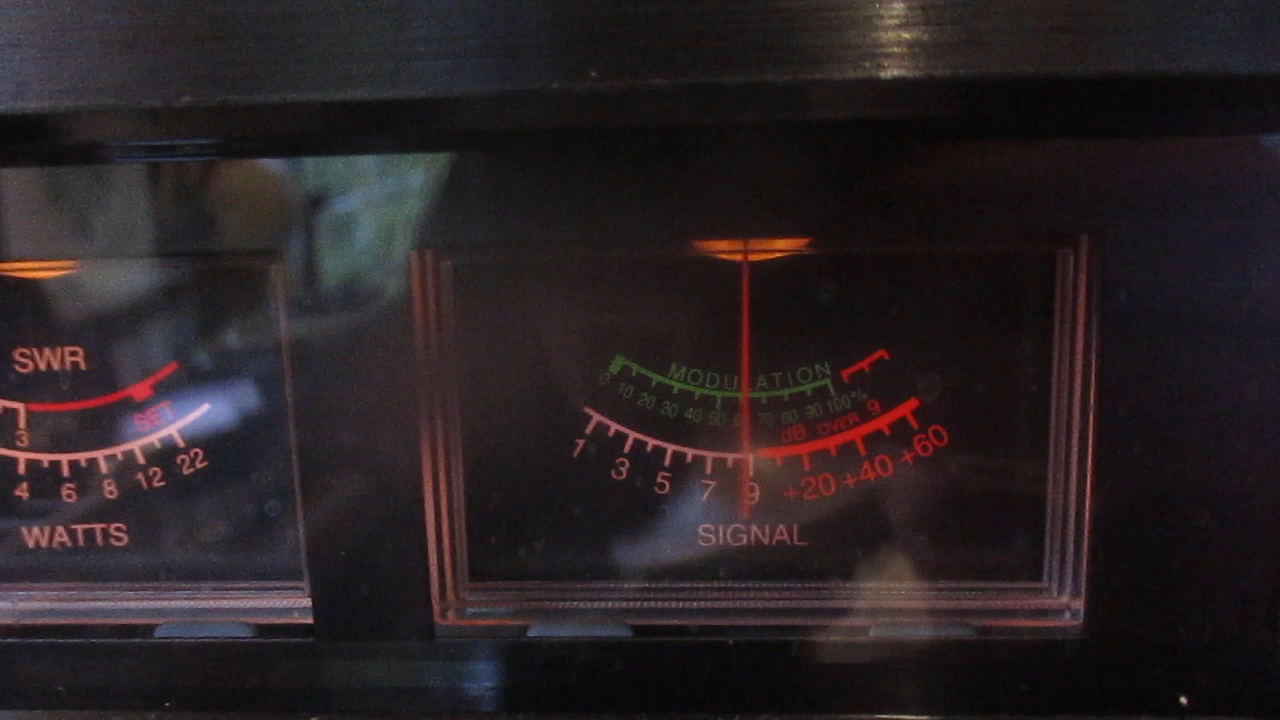 SWR
3
SET
4 6 8 12 22
WATTS
MODULATION
0 10 20 30 40 50 60 70 80 90 100%
dB OVER 9
1 3 5 7 9 +20 +40 +60
SIGNAL